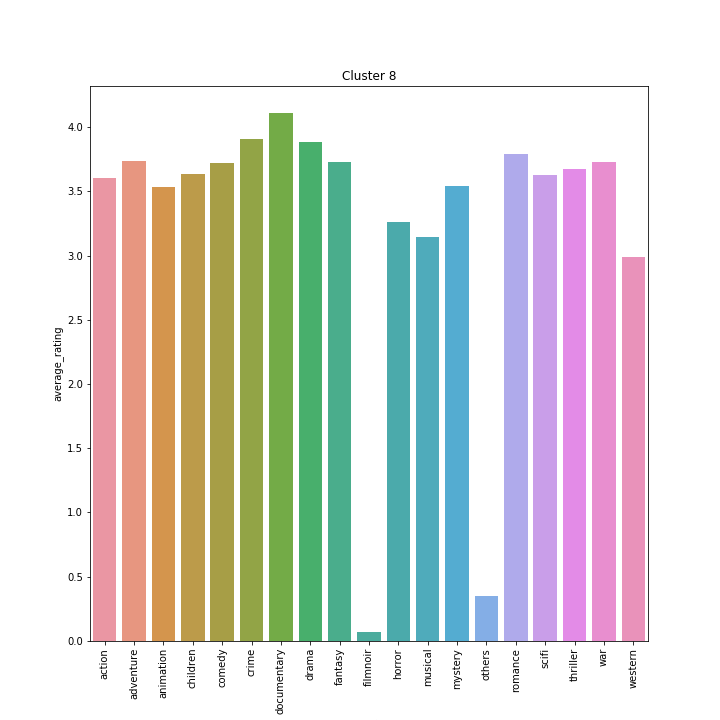 Cluster 8
average_rating
4.0
3.5
3.0
2.5
2.0
1.5
1.0
0.5
0.0
action
adventure
animation
children
comedy
crime
documentary
drama
fantasy
filmnoir
horror
musical
mystery
others
romance
scifi
thriller
war
western